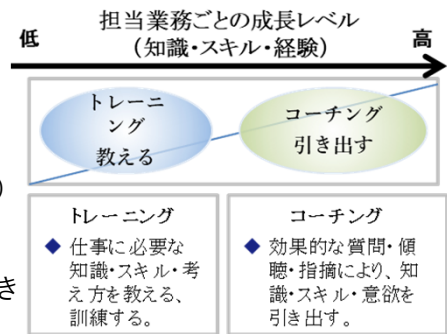 担当業務ごとの成長レベル
低
(知識・スキル・経験)
高
トレーニ
ング
教える
コーチング
引き出す
)
トレーニング
◆ 仕事に必要な
知識・スキル・考
え方を教える、
訓練する。
き
コーチング
◆ 効果的な質問・傾
聴・指摘により、知
識・スキル・意欲を
引き出す。